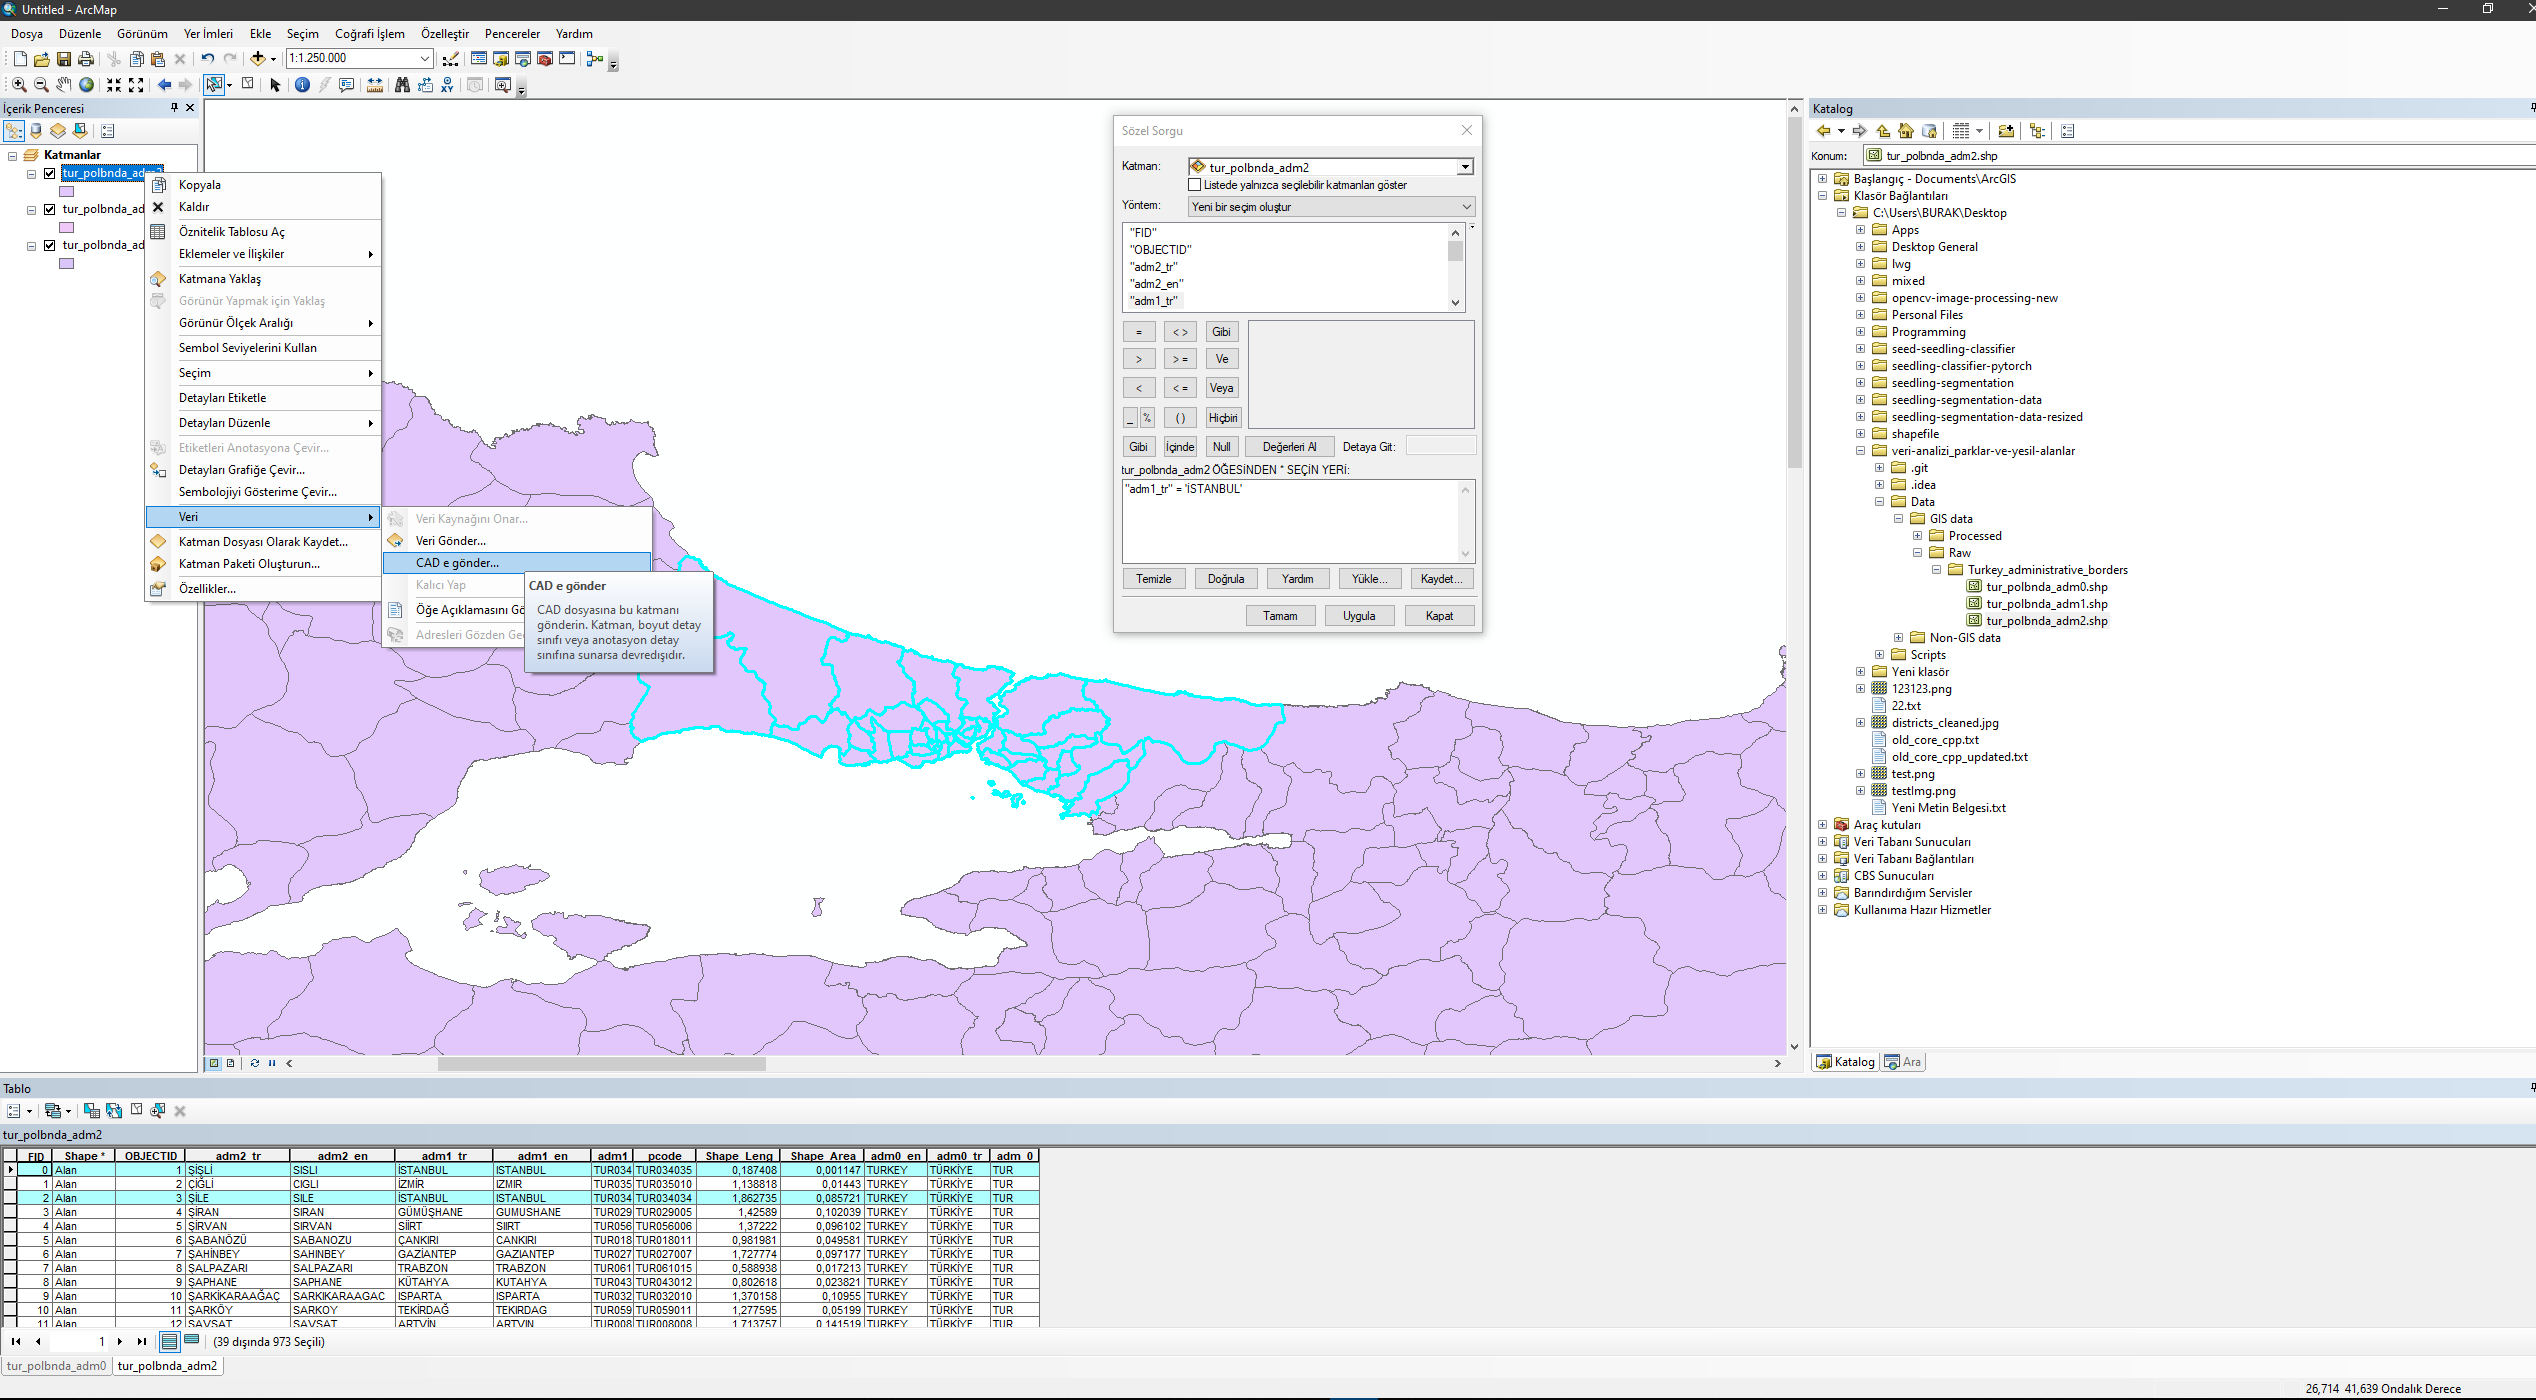 Untitled - ArcMap
Dosya Düzenle Görünüm Yer İmleri Ekle Seçim Coğrafi İşlem Özelleştir Pencereler Yardım
1:1.250.000
İçerik Penceresi
Katmanlar
tur_polbnda_adm2
tur_polbnda_ad
tur_polbnda_ad
Kopyala
Kaldır
Öznitelik Tablosu Aç
Eklemeler ve İlişkiler
Katmana Yaklaş
Görünür Yapmak için Yaklaş
Görünür Ölçek Aralığı
Sembol Seviyelerini Kullan
Seçim
Detayları Etiketle
Detayları Düzenle
Etiketleri Anotasyona Çevir...
Detayları Grafiğe Çevir...
Sembolojiyi Gösterime Çevir...
Veri
Katman Dosyası Olarak Kaydet...
Katman Paketi Oluşturun...
Özellikler...
Veri Kaynağını Onar...
Veri Gönder...
CAD e gönder...
Kalıcı Yap
Öğe Açıklamasını Gö
Adresleri Gözden Geç
CAD e gönder
CAD dosyasına bu katmanı
gönderin. Katman, boyut detay
sınıfı veya anotasyon detay
sınıfına sunarsa devredışıdır.
Sözel Sorgu
Katman: tur_polbnda_adm2
Listede yalnızca seçilebilir katmanları göster
Yöntem: Yeni bir seçim oluştur
"FID"
"OBJECTID"
"adm2_tr"
"adm2_en"
"adm1_tr"
= < > Gibi
> > = Ve
< < = Veya
_ % ( ) Hiçbiri
Gibi İçinde Null Değerleri Al Detaya Git:
tur_polbnda_adm2 ÖĞESİNDEN * SEÇİN YERİ:
"adm1_tr" = 'İSTANBUL'
Temizle Doğrula Yardım Yükle... Kaydet...
Tamam Uygula Kapat
Katalog
Konum: tur_polbnda_adm2.shp
Başlangıç - Documents\ArcGIS
Klasör Bağlantıları
C:\Users\BURAK\Desktop
Apps
Desktop General
lwg
mixed
opencv-image-processing-new
Personal Files
Programming
seed-seedling-classifier
seedling-classifier-pytorch
seedling-segmentation
seedling-segmentation-data
seedling-segmentation-data-resized
shapefile
veri-analizi_parklar-ve-yesil-alanlar
.git
.idea
Data
GIS data
Processed
Raw
Turkey_administrative_borders
tur_polbnda_adm0.shp
tur_polbnda_adm1.shp
tur_polbnda_adm2.shp
Non-GIS data
Scripts
Yeni klasör
123123.png
22.txt
districts_cleaned.jpg
old_core_cpp.txt
old_core_cpp_updated.txt
test.png
testImg.png
Yeni Metin Belgesi.txt
Araç kutuları
Veri Tabanı Sunucuları
Veri Tabanı Bağlantıları
CBS Sunucuları
Barındırdığım Servisler
Kullanıma Hazır Hizmetler
Katalog Ara
Tablo
tur_polbnda_adm2
FID Shape * OBJECTID adm2_tr adm2_en adm1_tr adm1_en adm1 pcode Shape_Leng Shape_Area adm0_en adm0_tr adm_0
0 Alan 1 ŞİŞLİ SISLI İSTANBUL ISTANBUL TUR034 TUR034035 0,187408 0,001147 TURKEY TÜRKİYE TUR
1 Alan 2 ÇİĞLİ CIGLI İZMİR IZMIR TUR035 TUR035010 1,138818 0,01443 TURKEY TÜRKİYE TUR
2 Alan 3 ŞİLE SILE İSTANBUL ISTANBUL TUR034 TUR034034 1,862735 0,085721 TURKEY TÜRKİYE TUR
3 Alan 4 ŞİRAN SIRAN GÜMÜŞHANE GUMUSHANE TUR029 TUR029005 1,42589 0,102039 TURKEY TÜRKİYE TUR
4 Alan 5 ŞİRVAN SIRVAN SİİRT SIIRT TUR056 TUR056006 1,37222 0,096102 TURKEY TÜRKİYE TUR
5 Alan 6 ŞABANÖZÜ SABANOZU ÇANKIRI CANKIRI TUR018 TUR018011 0,981981 0,049581 TURKEY TÜRKİYE TUR
6 Alan 7 ŞAHİNBEY SAHINBEY GAZİANTEP GAZIANTEP TUR027 TUR027007 1,727774 0,097177 TURKEY TÜRKİYE TUR
7 Alan 8 ŞALPAZARI SALPAZARI TRABZON TRABZON TUR061 TUR061015 0,588938 0,017213 TURKEY TÜRKİYE TUR
8 Alan 9 ŞAPHANE SAPHANE KÜTAHYA KUTAHYA TUR043 TUR043012 0,802618 0,023821 TURKEY TÜRKİYE TUR
9 Alan 10 ŞARKİKARAAĞAÇ SARKIKARAAGAC ISPARTA ISPARTA TUR032 TUR032010 1,370158 0,10955 TURKEY TÜRKİYE TUR
10 Alan 11 ŞARKÖY SARKOY TEKİRDAĞ TEKIRDAG TUR059 TUR059011 1,277595 0,05199 TURKEY TÜRKİYE TUR
11 Alan 12 ŞAVŞAT SAVSAT ARTVİN ARTVIN TUR008 TUR008008 1,713757 0,141519 TURKEY TÜRKİYE TUR
1 (39 dışında 973 Seçili)
tur_polbnda_adm0 tur_polbnda_adm2
26,714 41,639 Ondalık Derece